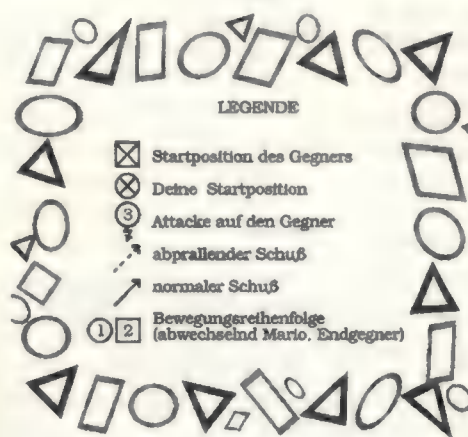 LEGENDE
Startposition des Gegners
Deine Startposition
3 Attacke auf den Gegner
abprallender Schuß
normaler Schuß
1 2 Bewegungsreihenfolge
(abwechselnd Mario, Endgegner)